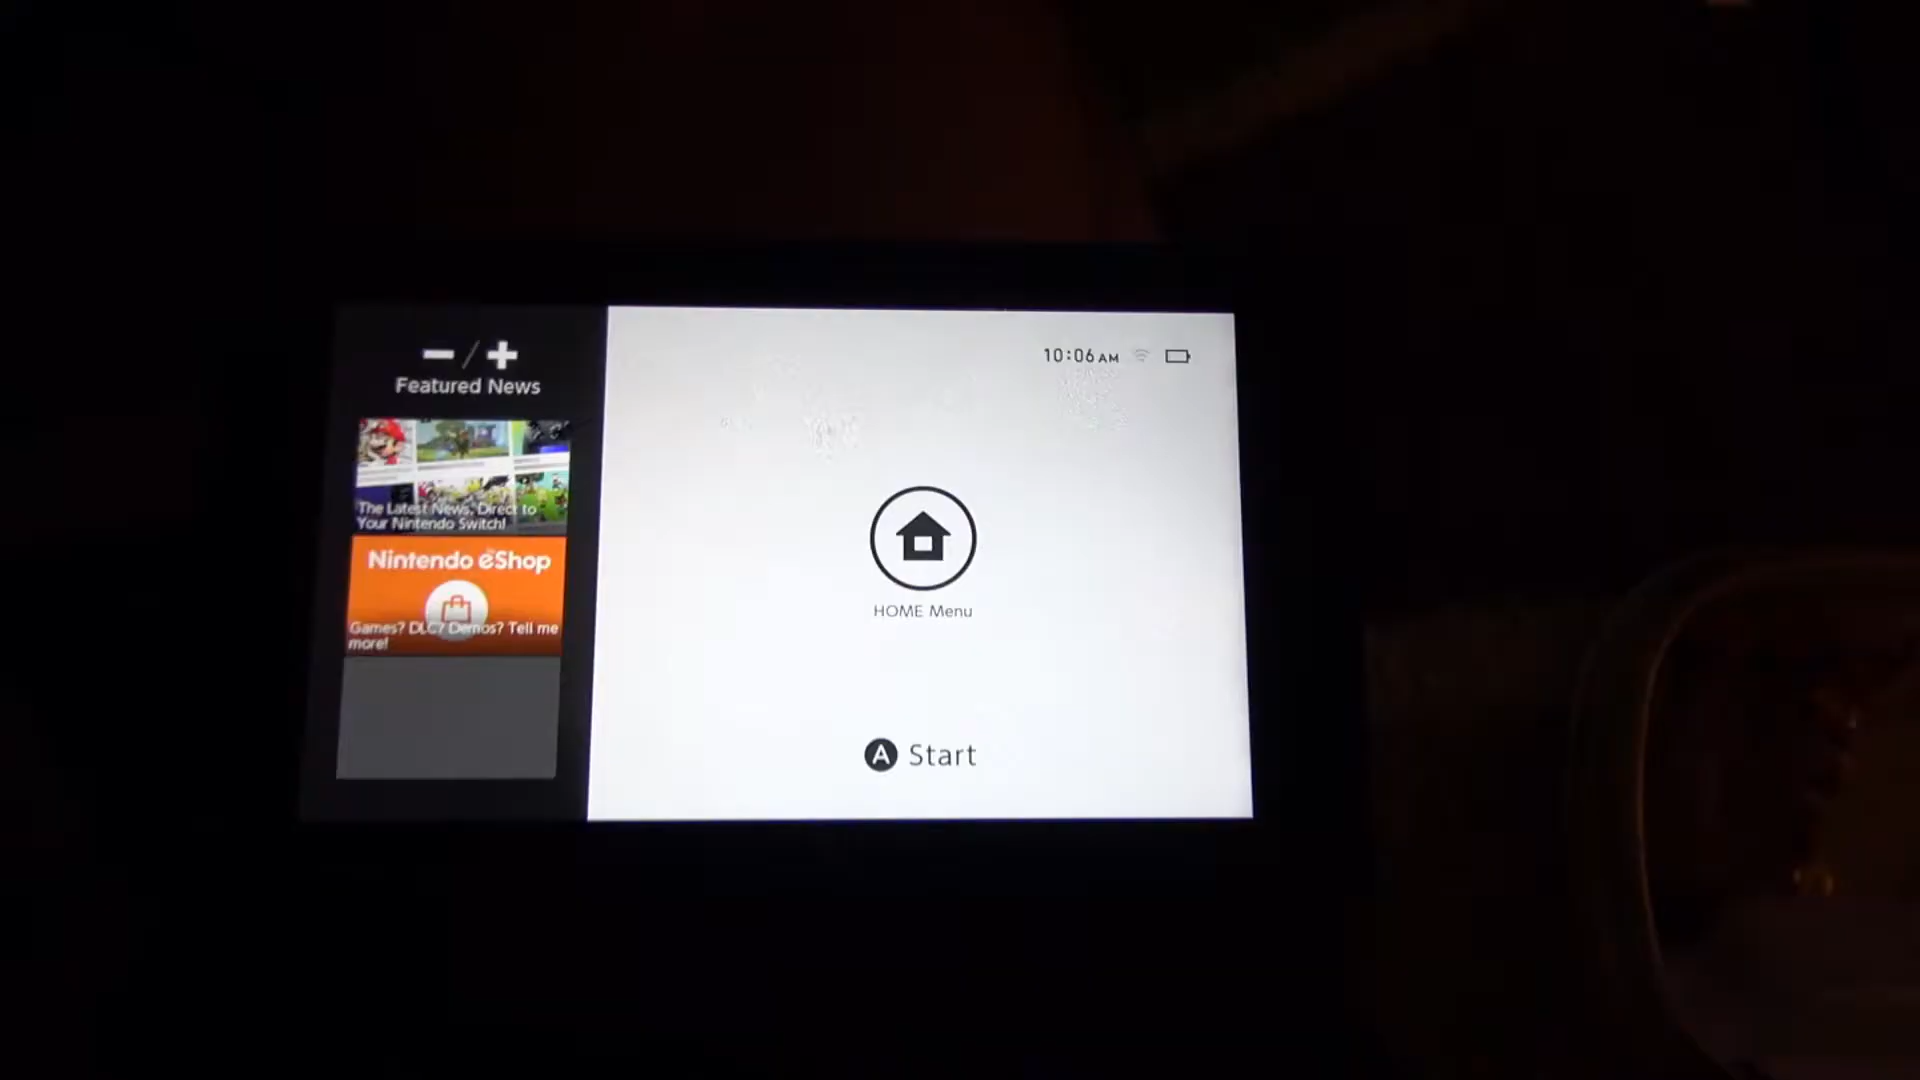 −/+
Featured News
The Latest News, Direct to
Your Nintendo Switch!
Nintendo eShop
Games? DLC? Demos? Tell me
more!
10:06 AM
HOME Menu
A Start